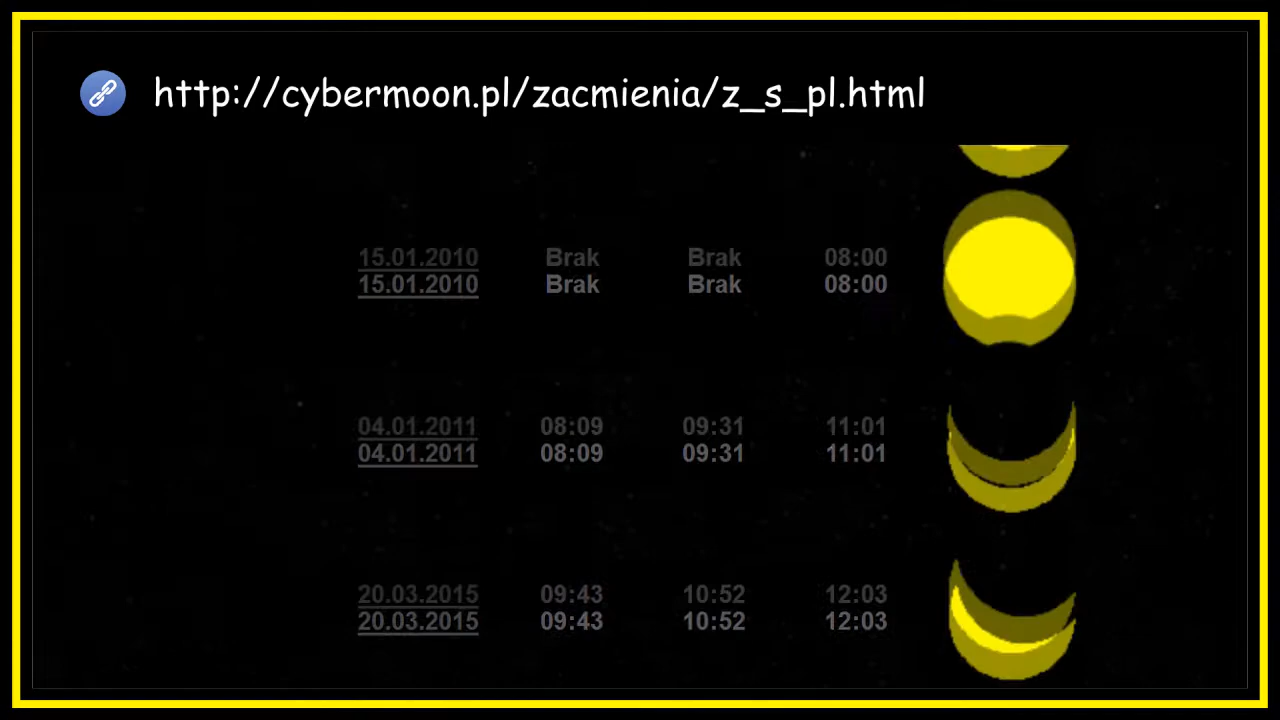 http://cybermoon.pl/zacmienia/z_s_pl.html
15.01.2010 Brak Brak 08:00
15.01.2010 Brak Brak 08:00
04.01.2011 08:09 09:31 11:01
04.01.2011 08:09 09:31 11:01
20.03.2015 09:43 10:52 12:03
20.03.2015 09:43 10:52 12:03